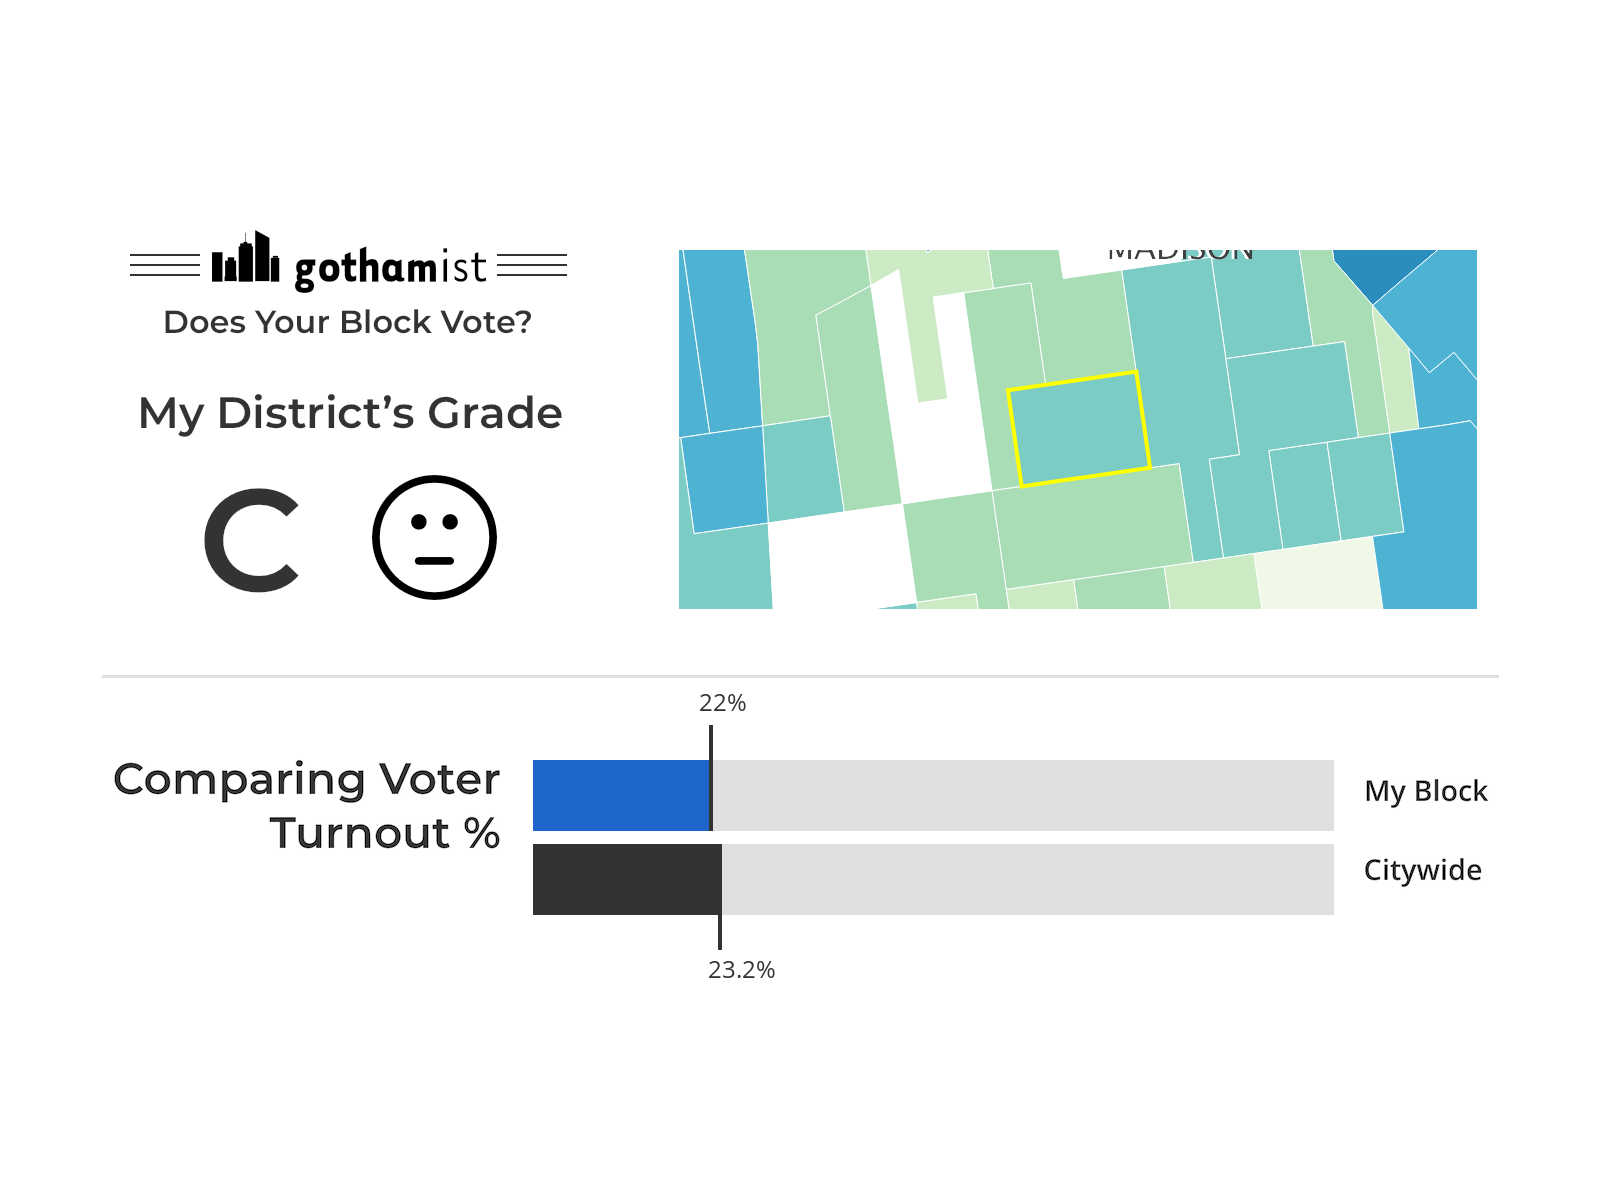 gothamist
Does Your Block Vote?
My District’s Grade
C
MADISON
22%
Comparing Voter
Turnout %
My Block
Citywide
23.2%